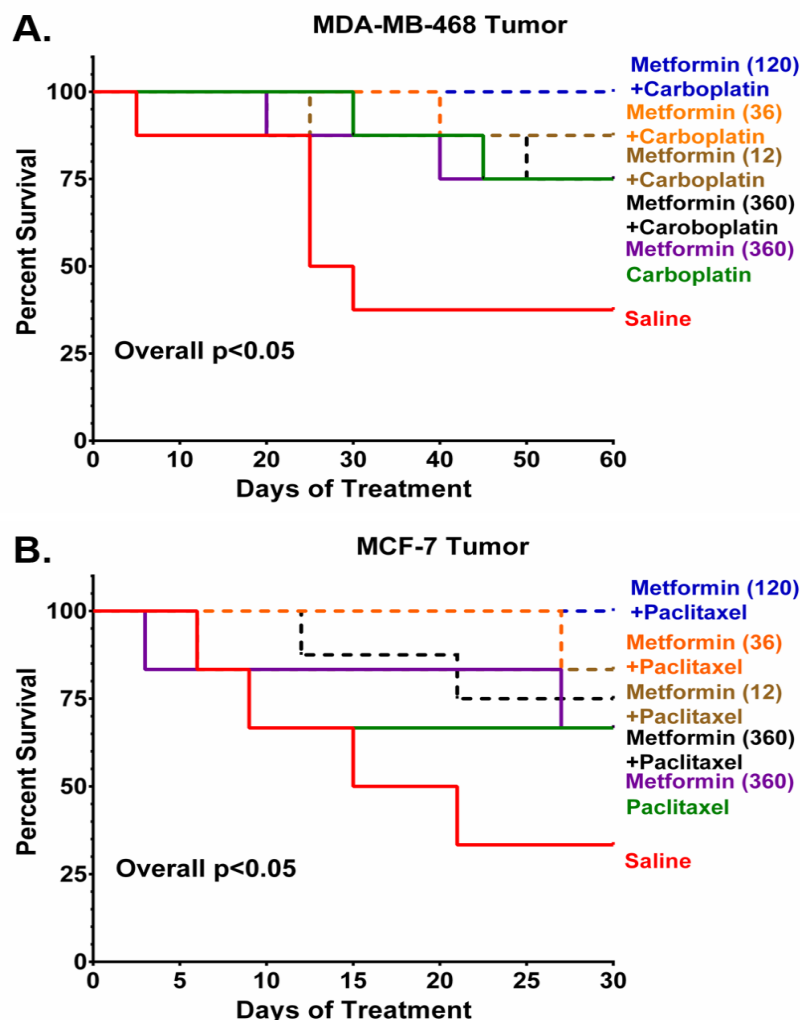 A.
MDA-MB-468 Tumor
Percent Survival
100
75
50
25
0
0 10 20 30 40 50 60
Days of Treatment
Overall p<0.05
Metformin (120)
+Carboplatin
Metformin (36)
+Carboplatin
Metformin (12)
+Carboplatin
Metformin (360)
+Caroboplatin
Metformin (360)
Carboplatin
Saline
B.
MCF-7 Tumor
Percent Survival
100
75
50
25
0
0 5 10 15 20 25 30
Days of Treatment
Overall p<0.05
Metformin (120)
+Paclitaxel
Metformin (36)
+Paclitaxel
Metformin (12)
+Paclitaxel
Metformin (360)
+Paclitaxel
Metformin (360)
Paclitaxel
Saline